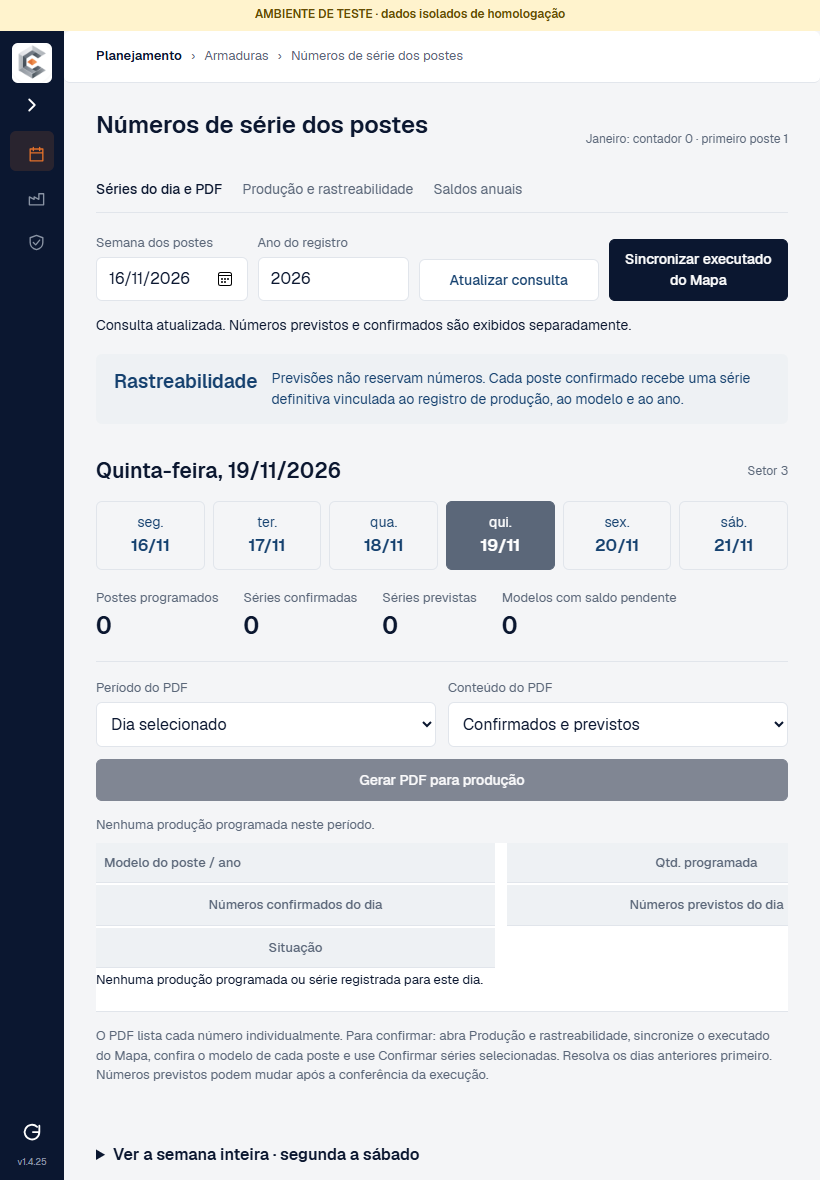 AMBIENTE DE TESTE · dados isolados de homologação
Planejamento › Armaduras › Números de série dos postes
Números de série dos postes
Janeiro: contador 0 · primeiro poste 1
Séries do dia e PDF Produção e rastreabilidade Saldos anuais
Semana dos postes
Ano do registro
16/11/2026
2026
Atualizar consulta
Sincronizar executado
do Mapa
Consulta atualizada. Números previstos e confirmados são exibidos separadamente.
Rastreabilidade
Previsões não reservam números. Cada poste confirmado recebe uma série
definitiva vinculada ao registro de produção, ao modelo e ao ano.
Quinta-feira, 19/11/2026
Setor 3
seg.
16/11
ter.
17/11
qua.
18/11
qui.
19/11
sex.
20/11
sáb.
21/11
Postes programados
0
Séries confirmadas
0
Séries previstas
0
Modelos com saldo pendente
0
Período do PDF
Dia selecionado
Conteúdo do PDF
Confirmados e previstos
Gerar PDF para produção
Nenhuma produção programada neste período.
Modelo do poste / ano
Qtd. programada
Números confirmados do dia
Números previstos do dia
Situação
Nenhuma produção programada ou série registrada para este dia.
O PDF lista cada número individualmente. Para confirmar: abra Produção e rastreabilidade, sincronize o executado
do Mapa, confira o modelo de cada poste e use Confirmar séries selecionadas. Resolva os dias anteriores primeiro.
Números previstos podem mudar após a conferência da execução.
Ver a semana inteira · segunda a sábado
v1.4.25